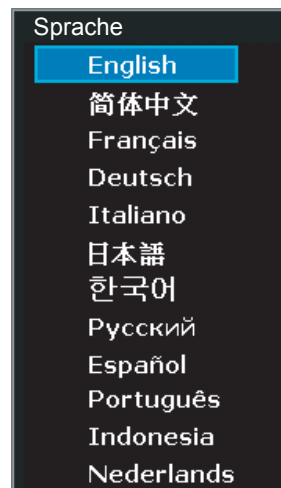 Sprache
English
简体中文
Français
Deutsch
Italiano
日本語
한국어
Русский
Español
Português
Indonesia
Nederlands